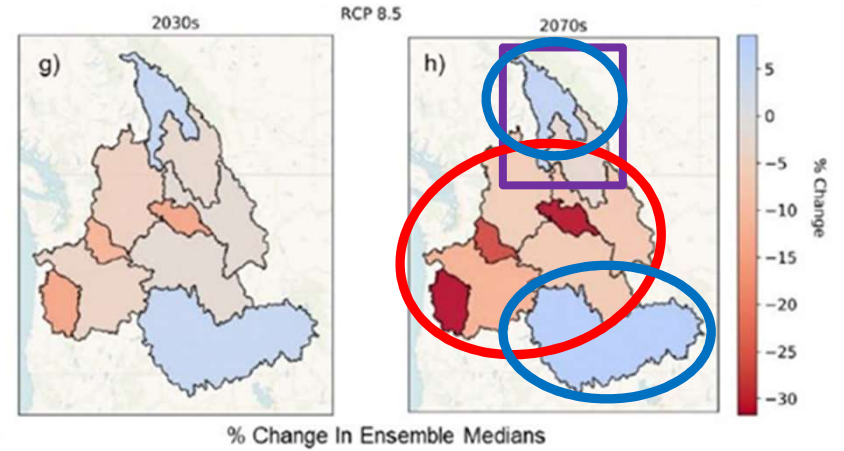 RCP 8.5
2030s
2070s
g)
h)
5
0
−5
−10
−15
−20
−25
−30
% Change
% Change In Ensemble Medians